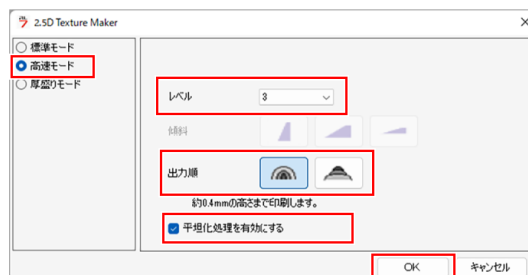 2.5D Texture Maker
標準モード
高速モード
厚盛りモード
レベル 3
傾斜
出力順
約0.4mmの高さまで印刷します。
平坦化処理を有効にする
OK キャンセル